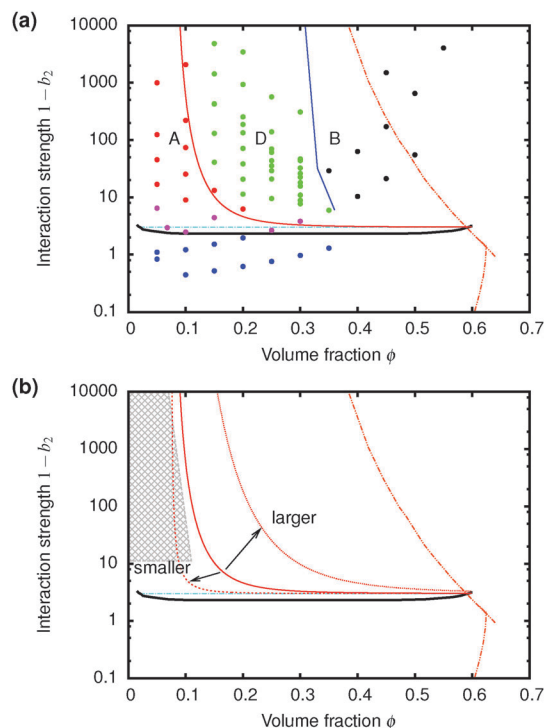 (a)
10000
1000
100
10
1
0.1
Interaction strength 1 − b₂
A
D
B
0
0.1
0.2
0.3
0.4
0.5
0.6
0.7
Volume fraction ϕ
(b)
10000
1000
100
10
1
0.1
Interaction strength 1 − b₂
larger
smaller
0
0.1
0.2
0.3
0.4
0.5
0.6
0.7
Volume fraction ϕ